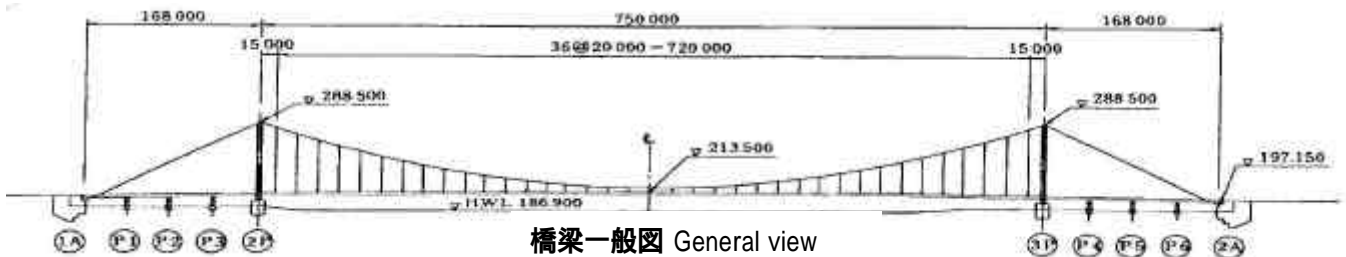 168 000 750 000 168 000
15 000 36@20 000－720 000 15 000
▽ 288 500 ▽ 288 500
℄ ▽ 213.500 ▽ 197.150
▽ H.W.L 186.900
1A P1 P2 P3 2P 3P P4 P5 P6 2A
橋梁一般図 General view